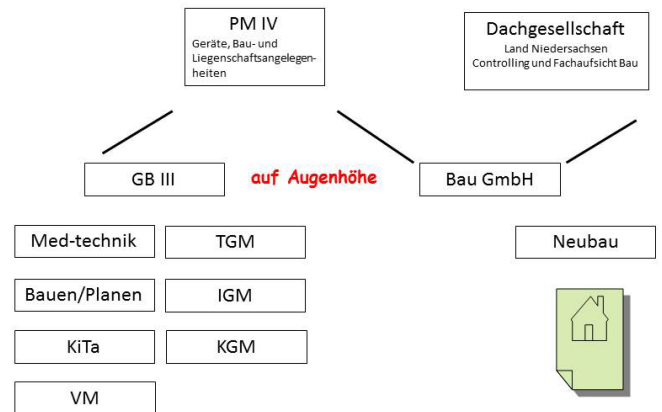 PM IV
Geräte, Bau- und
Liegenschaftsangelegen-
heiten
Dachgesellschaft
Land Niedersachsen
Controlling und Fachaufsicht Bau
GB III
auf Augenhöhe
Bau GmbH
Med-technik
TGM
Neubau
Bauen/Planen
IGM
KiTa
KGM
VM